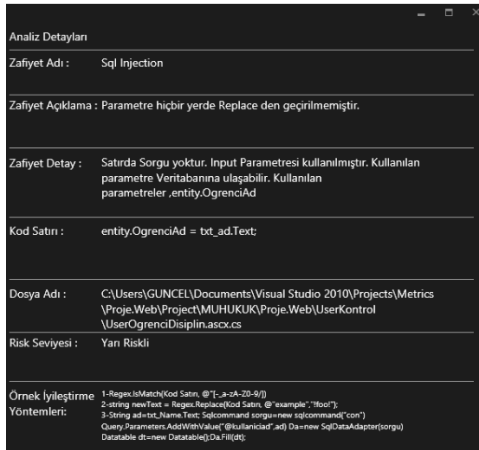 Analiz Detayları
Zafiyet Adı : Sql Injection
Zafiyet Açıklama : Parametre hiçbir yerde Replace den geçirilmemiştir.
Zafiyet Detay : Satırda Sorgu yoktur. Input Parametresi kullanılmıştır. Kullanılan
parametre Veritabanına ulaşabilir. Kullanılan
parametreler ,entity.OgrenciAd
Kod Satırı : entity.OgrenciAd = txt_ad.Text;
Dosya Adı : C:\Users\GUNCEL\Documents\Visual Studio 2010\Projects\Metrics
\Proje.Web\Project\MUHUKUK\Proje.Web\UserKontrol
\UserOgrenciDisiplin.ascx.cs
Risk Seviyesi : Yarı Riskli
Örnek İyileştirme Yöntemleri: 1-Regex.IsMatch(Kod Satırı, @"[-_a-zA-Z0-9/])
2-string newText = Regex.Replace(Kod Satırı, @"example","!foo!");
3-String ad=txt_Name.Text; Sqlcommand sorgu=new sqlcommand("con")
Query.Parameters.AddWithValue("@kullaniciad",ad) Da=new SqlDataAdapter(sorgu)
Datatable dt=new Datatable();Da.Fill(dt);